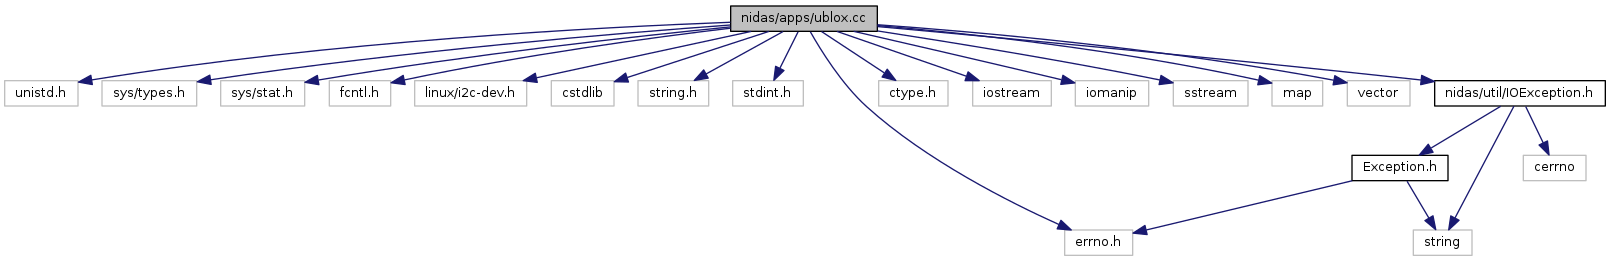 nidas/apps/ublox.cc
unistd.h
sys/types.h
sys/stat.h
fcntl.h
linux/i2c-dev.h
cstdlib
string.h
stdint.h
ctype.h
iostream
iomanip
sstream
map
vector
nidas/util/IOException.h
Exception.h
cerrno
errno.h
string